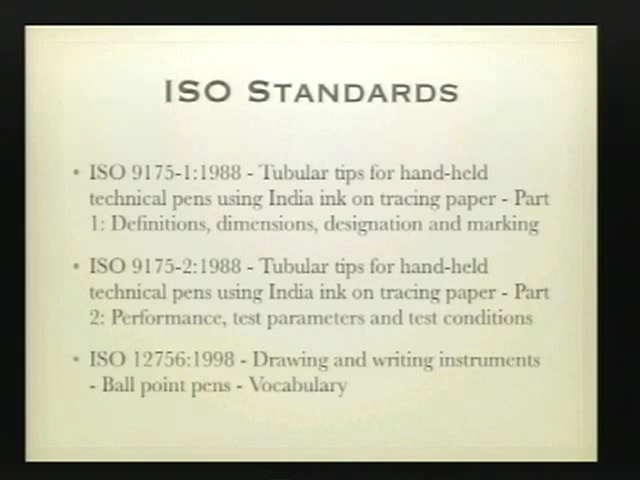 ISO STANDARDS
• ISO 9175-1:1988 - Tubular tips for hand-held
technical pens using India ink on tracing paper - Part
1: Definitions, dimensions, designation and marking
• ISO 9175-2:1988 - Tubular tips for hand-held
technical pens using India ink on tracing paper - Part
2: Performance, test parameters and test conditions
• ISO 12756:1998 - Drawing and writing instruments
- Ball point pens - Vocabulary